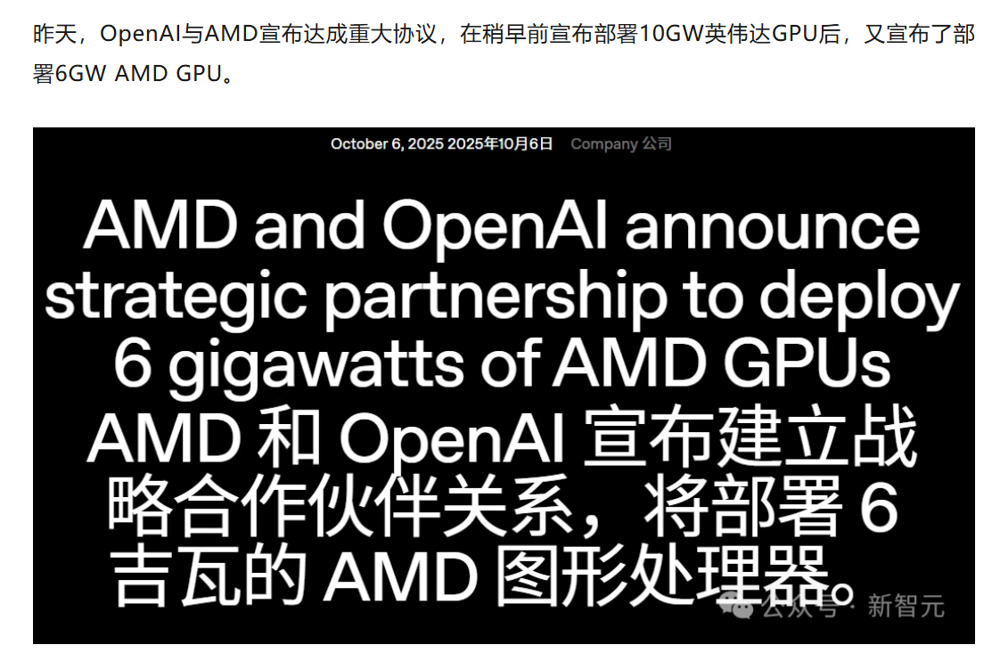 昨天，OpenAI与AMD宣布达成重大协议，在稍早前宣布部署10GW英伟达GPU后，又宣布了部
署6GW AMD GPU。
October 6, 2025 2025年10月6日 Company 公司
AMD and OpenAI announce
strategic partnership to deploy
6 gigawatts of AMD GPUs
AMD 和 OpenAI 宣布建立战
略合作伙伴关系，将部署 6
吉瓦的 AMD 图形处理器。
公众号 · 新智元